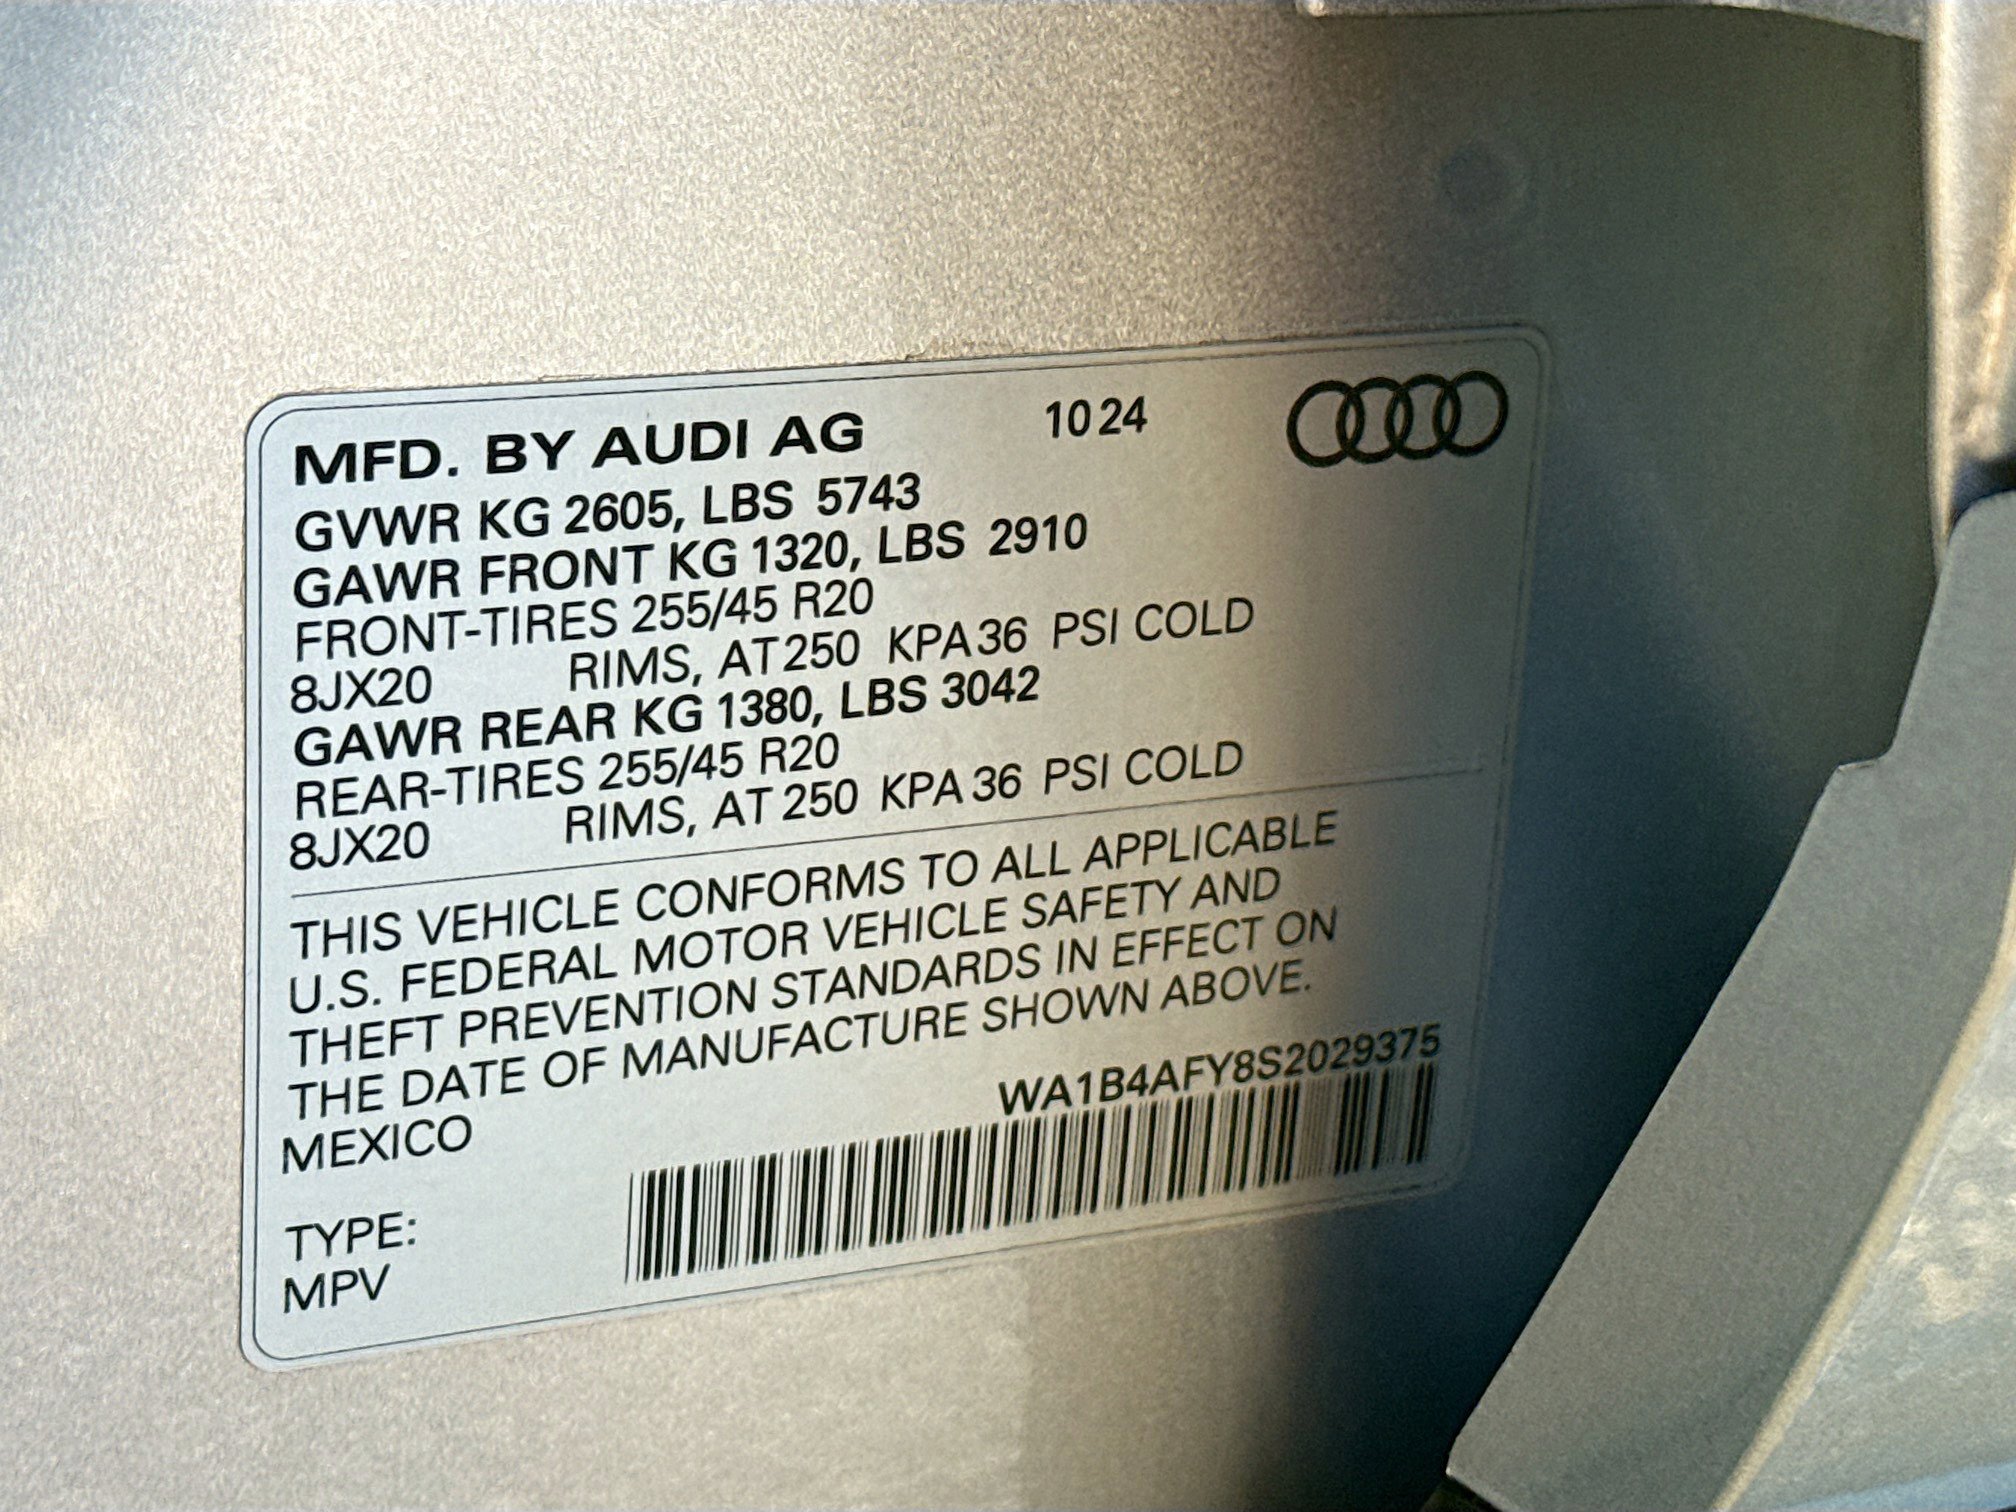 MFD. BY AUDI AG 10 24
GVWR KG 2605, LBS 5743
GAWR FRONT KG 1320, LBS 2910
FRONT-TIRES 255/45 R20
8JX20 RIMS, AT 250 KPA 36 PSI COLD
GAWR REAR KG 1380, LBS 3042
REAR-TIRES 255/45 R20
8JX20 RIMS, AT 250 KPA 36 PSI COLD
THIS VEHICLE CONFORMS TO ALL APPLICABLE
U.S. FEDERAL MOTOR VEHICLE SAFETY AND
THEFT PREVENTION STANDARDS IN EFFECT ON
THE DATE OF MANUFACTURE SHOWN ABOVE.
MEXICO WA1B4AFY8S2029375
TYPE:
MPV